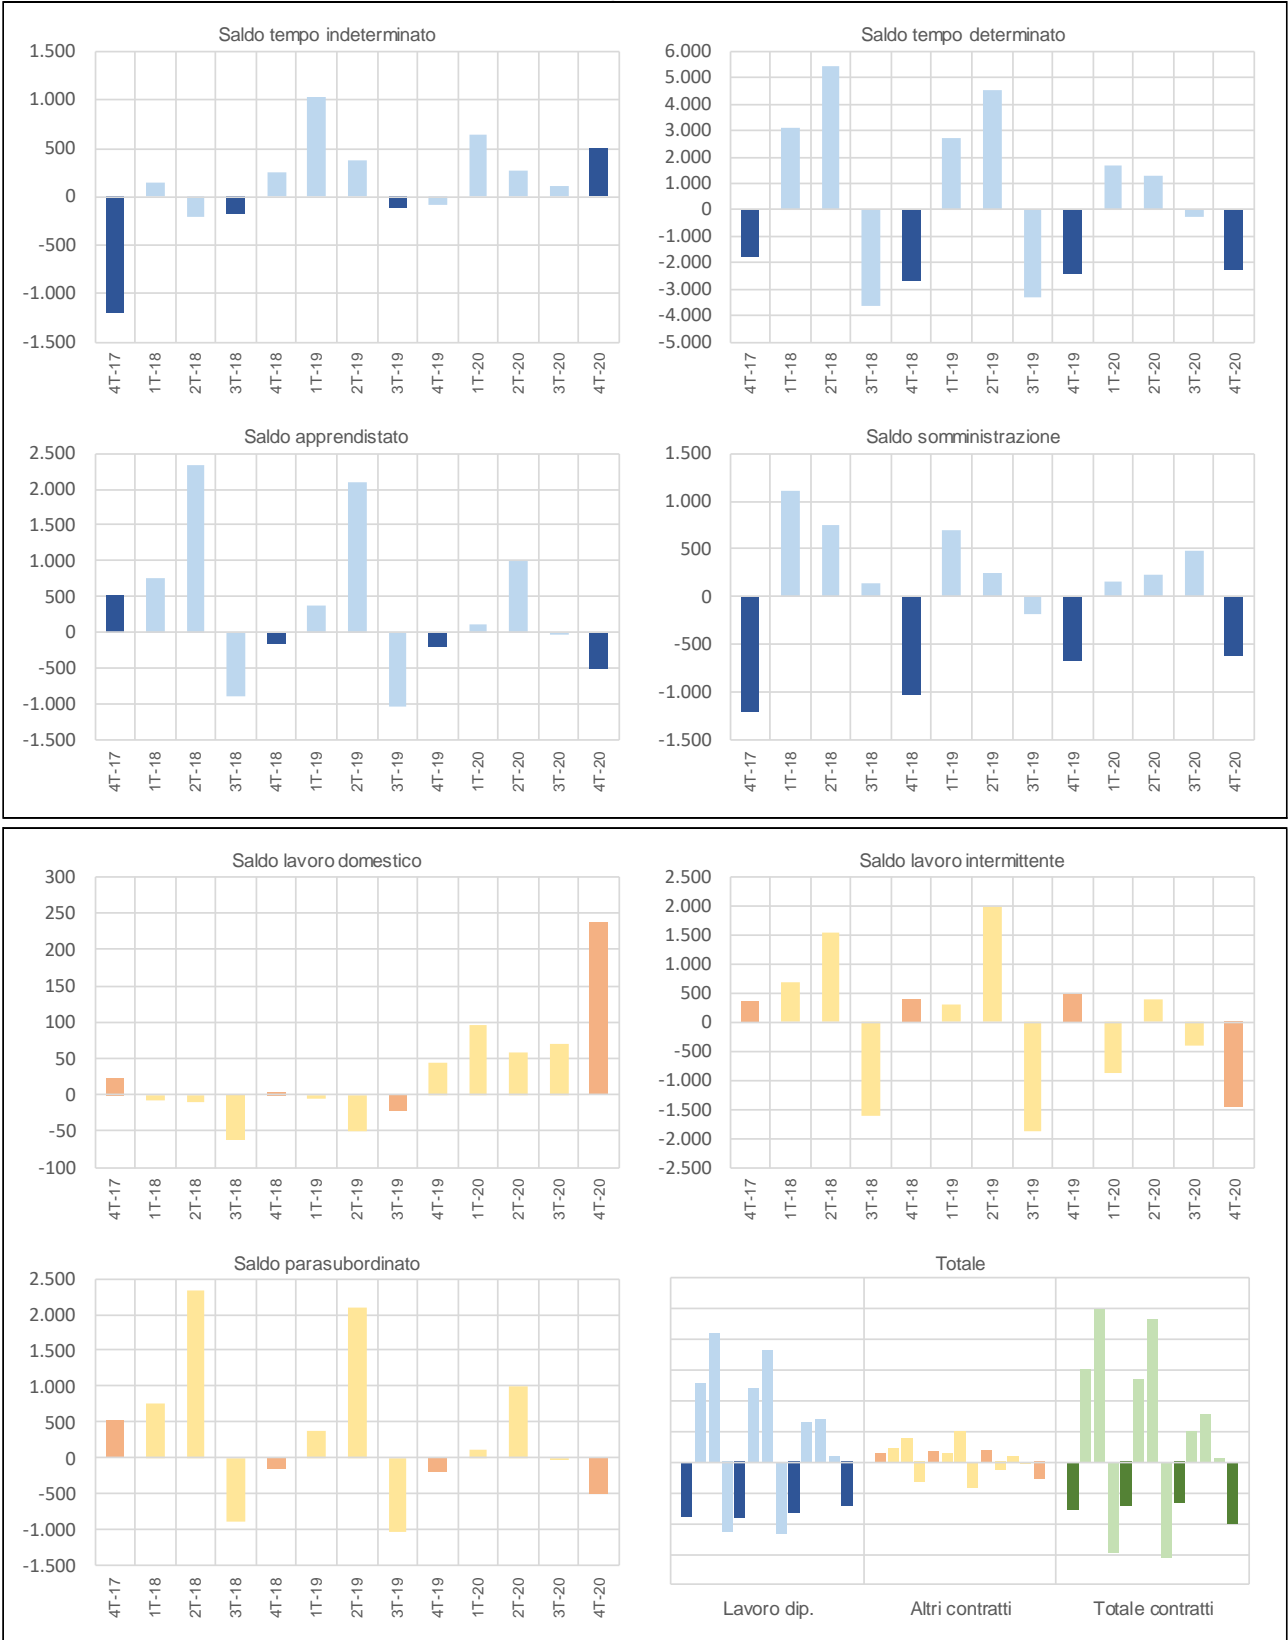 Saldo tempo indeterminato
1.500
1.000
500
0
-500
-1.000
-1.500
4T-17
1T-18
2T-18
3T-18
4T-18
1T-19
2T-19
3T-19
4T-19
1T-20
2T-20
3T-20
4T-20
Saldo tempo determinato
6.000
5.000
4.000
3.000
2.000
1.000
0
-1.000
-2.000
-3.000
-4.000
-5.000
4T-17
1T-18
2T-18
3T-18
4T-18
1T-19
2T-19
3T-19
4T-19
1T-20
2T-20
3T-20
4T-20
Saldo apprendistato
2.500
2.000
1.500
1.000
500
0
-500
-1.000
-1.500
4T-17
1T-18
2T-18
3T-18
4T-18
1T-19
2T-19
3T-19
4T-19
1T-20
2T-20
3T-20
4T-20
Saldo somministrazione
1.500
1.000
500
0
-500
-1.000
-1.500
4T-17
1T-18
2T-18
3T-18
4T-18
1T-19
2T-19
3T-19
4T-19
1T-20
2T-20
3T-20
4T-20
Saldo lavoro domestico
300
250
200
150
100
50
0
-50
-100
4T-17
1T-18
2T-18
3T-18
4T-18
1T-19
2T-19
3T-19
4T-19
1T-20
2T-20
3T-20
4T-20
Saldo lavoro intermittente
2.500
2.000
1.500
1.000
500
0
-500
-1.000
-1.500
-2.000
-2.500
4T-17
1T-18
2T-18
3T-18
4T-18
1T-19
2T-19
3T-19
4T-19
1T-20
2T-20
3T-20
4T-20
Saldo parasubordinato
2.500
2.000
1.500
1.000
500
0
-500
-1.000
-1.500
4T-17
1T-18
2T-18
3T-18
4T-18
1T-19
2T-19
3T-19
4T-19
1T-20
2T-20
3T-20
4T-20
Totale
Lavoro dip.
Altri contratti
Totale contratti